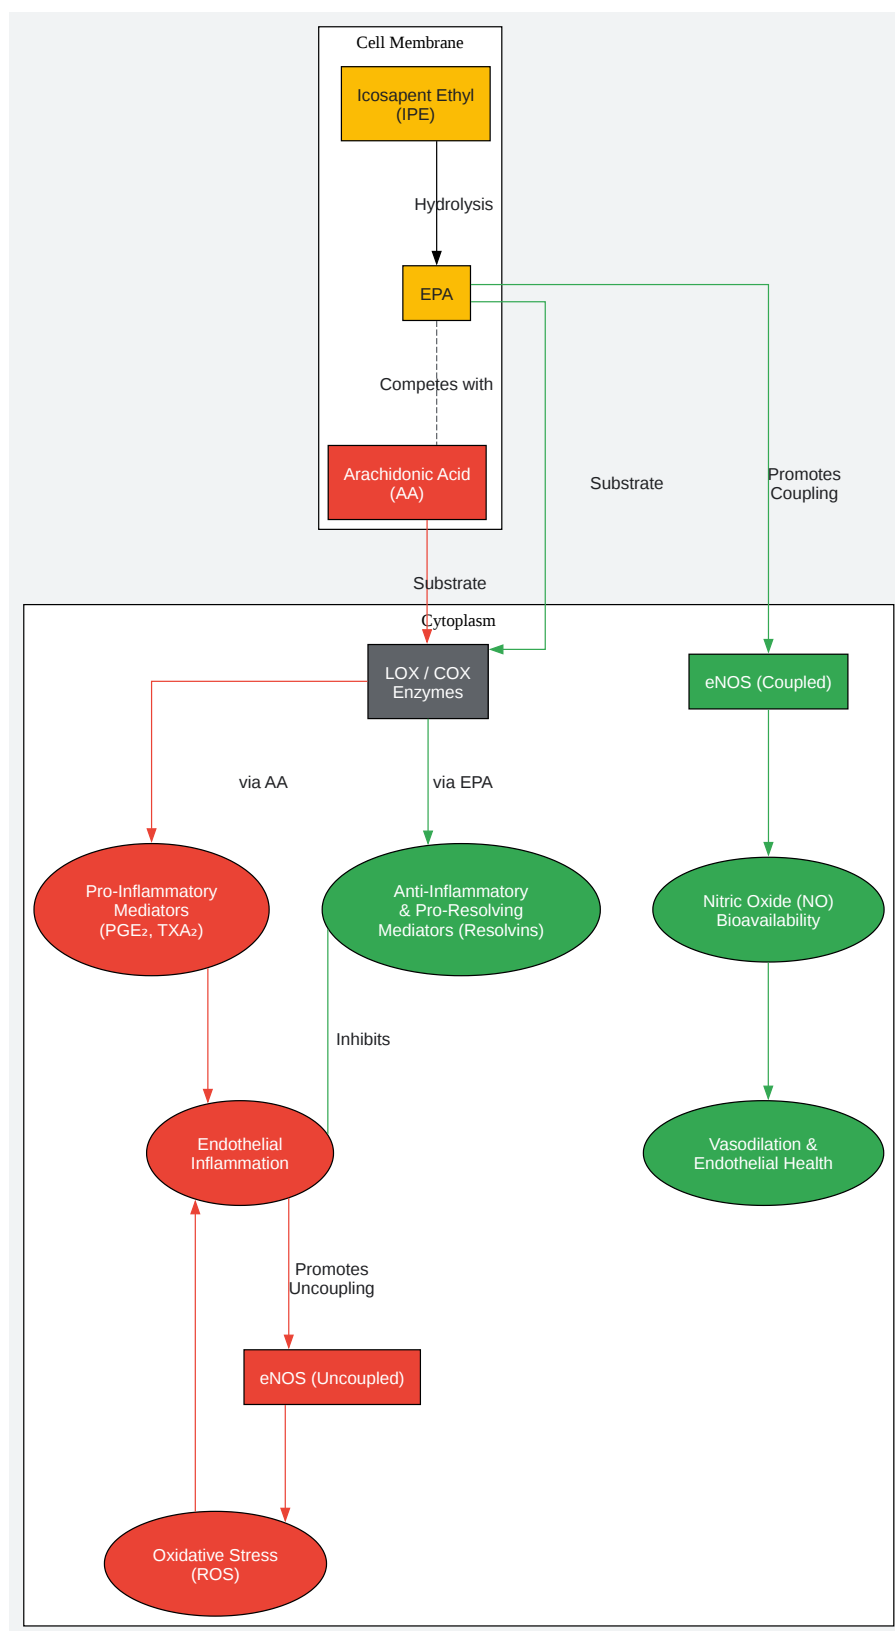 Cell Membrane
Icosapent Ethyl
(IPE)
Hydrolysis
EPA
Competes with
Arachidonic Acid
(AA)
Substrate
Promotes
Coupling
Substrate
Cytoplasm
LOX / COX
Enzymes
eNOS (Coupled)
via AA
via EPA
Pro-Inflammatory
Mediators
(PGE₂, TXA₂)
Anti-Inflammatory
& Pro-Resolving
Mediators (Resolvins)
Nitric Oxide (NO)
Bioavailability
Inhibits
Endothelial
Inflammation
Vasodilation &
Endothelial Health
Promotes
Uncoupling
eNOS (Uncoupled)
Oxidative Stress
(ROS)